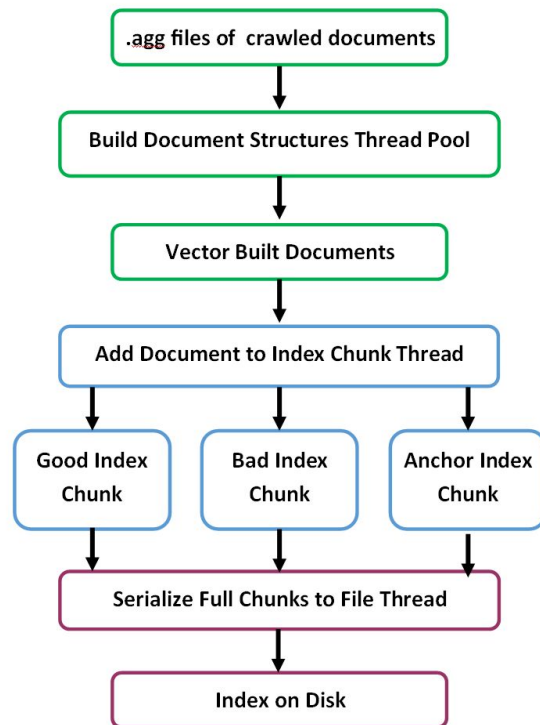 .agg files of crawled documents
Build Document Structures Thread Pool
Vector Built Documents
Add Document to Index Chunk Thread
Good Index
Chunk
Bad Index
Chunk
Anchor Index
Chunk
Serialize Full Chunks to File Thread
Index on Disk